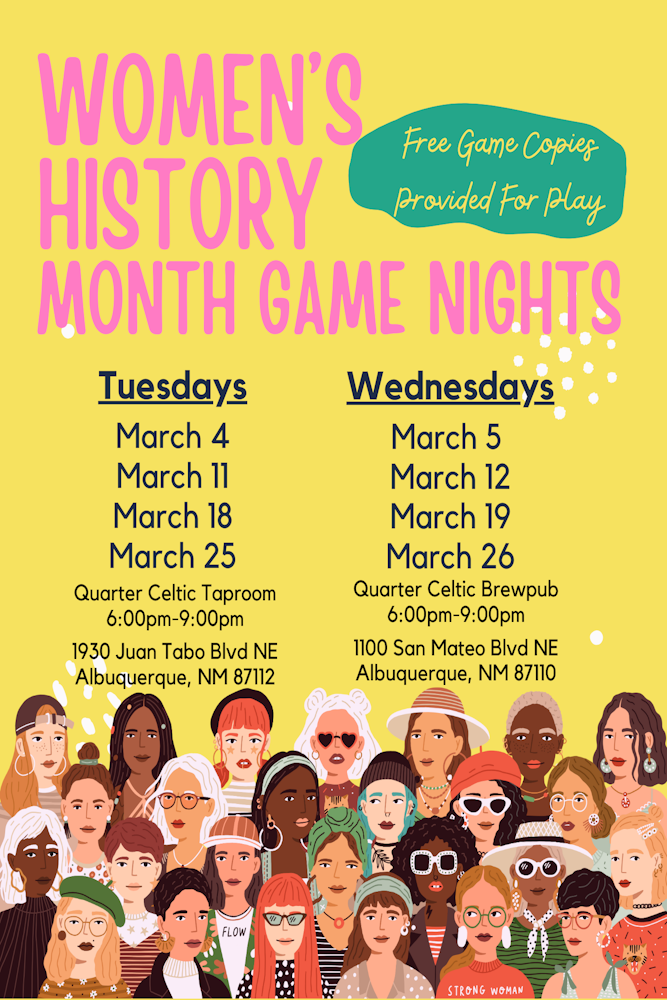 WOMEN'S
HISTORY
MONTH GAME NIGHTS
Free Game Copies
Provided For Play
Tuesdays
March 4
March 11
March 18
March 25
Quarter Celtic Taproom
6:00pm-9:00pm
1930 Juan Tabo Blvd NE
Albuquerque, NM 87112
Wednesdays
March 5
March 12
March 19
March 26
Quarter Celtic Brewpub
6:00pm-9:00pm
1100 San Mateo Blvd NE
Albuquerque, NM 87110
FLOW
STRONG WOMAN